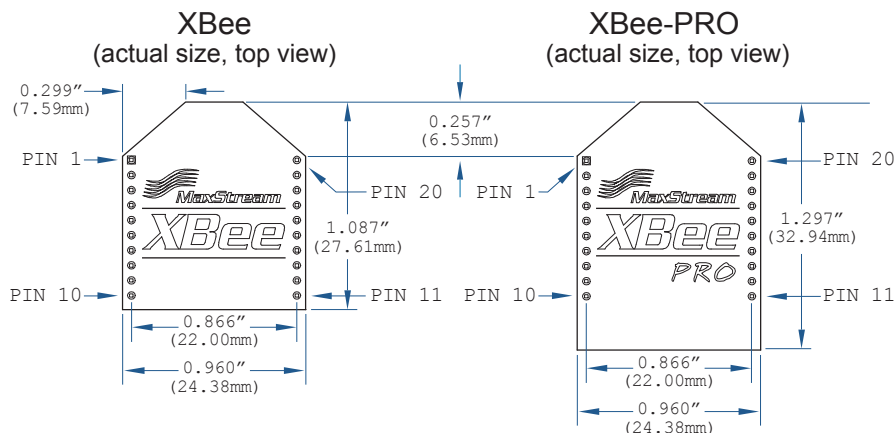 XBee
(actual size, top view)
0.299″
(7.59mm)
PIN 1
PIN 20
MaxStream
XBee
1.087″
(27.61mm)
PIN 10
PIN 11
0.866″
(22.00mm)
0.960″
(24.38mm)
0.257″
(6.53mm)
XBee-PRO
(actual size, top view)
PIN 1
PIN 20
MaxStream
XBee
PRO
1.297″
(32.94mm)
PIN 10
PIN 11
0.866″
(22.00mm)
0.960″
(24.38mm)